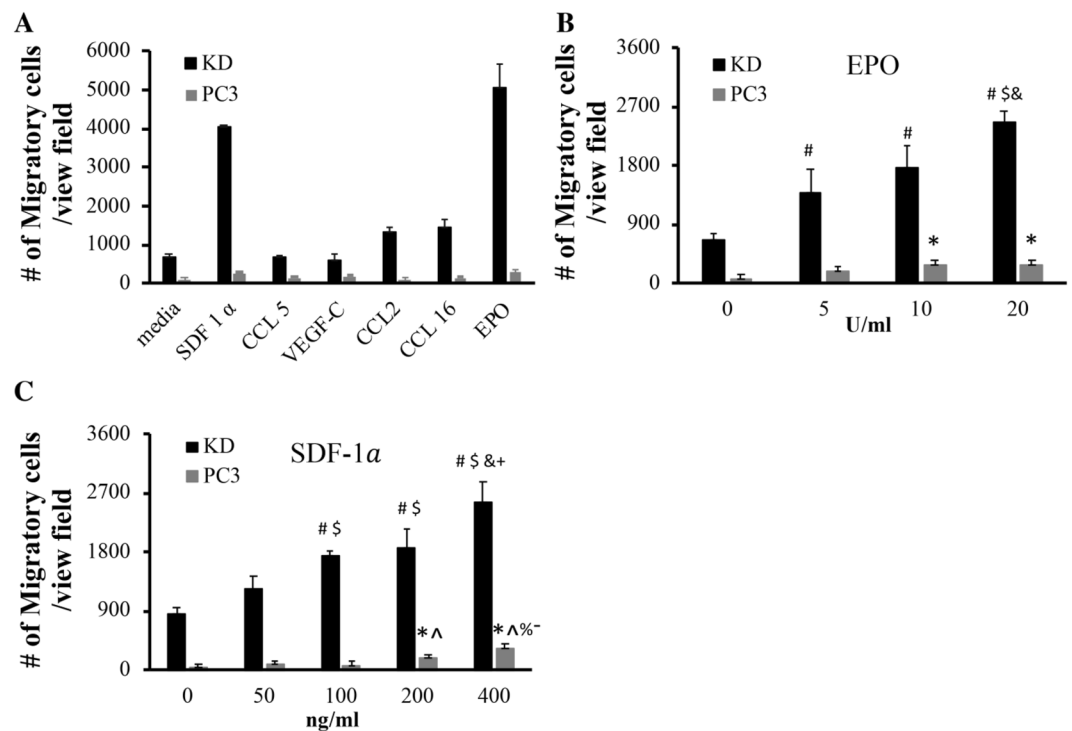 A
# of Migratory cells
/view field
6000
5000
4000
3000
2000
1000
0
KD
PC3
media
SDF 1 α
CCL 5
VEGF-C
CCL2
CCL 16
EPO
B
# of Migratory cells
/view field
3600
2700
1800
900
0
EPO
KD
PC3
#
#
# $&
*
*
0 5 10 20
U/ml
C
# of Migratory cells
/view field
3600
2700
1800
900
0
SDF-1a
KD
PC3
# $
# $
# $ &+
*^
*^%-
0 50 100 200 400
ng/ml